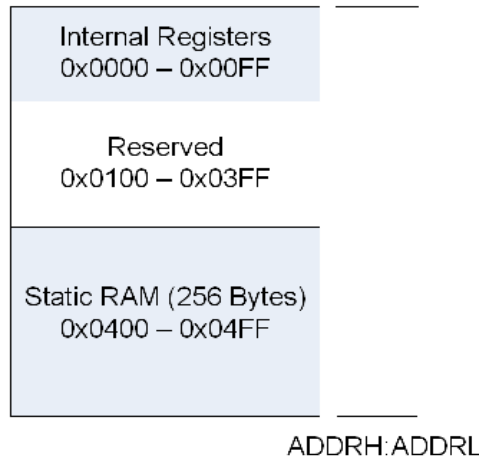 Internal Registers
0x0000 – 0x00FF
Reserved
0x0100 – 0x03FF
Static RAM (256 Bytes)
0x0400 – 0x04FF
ADDRH:ADDRL